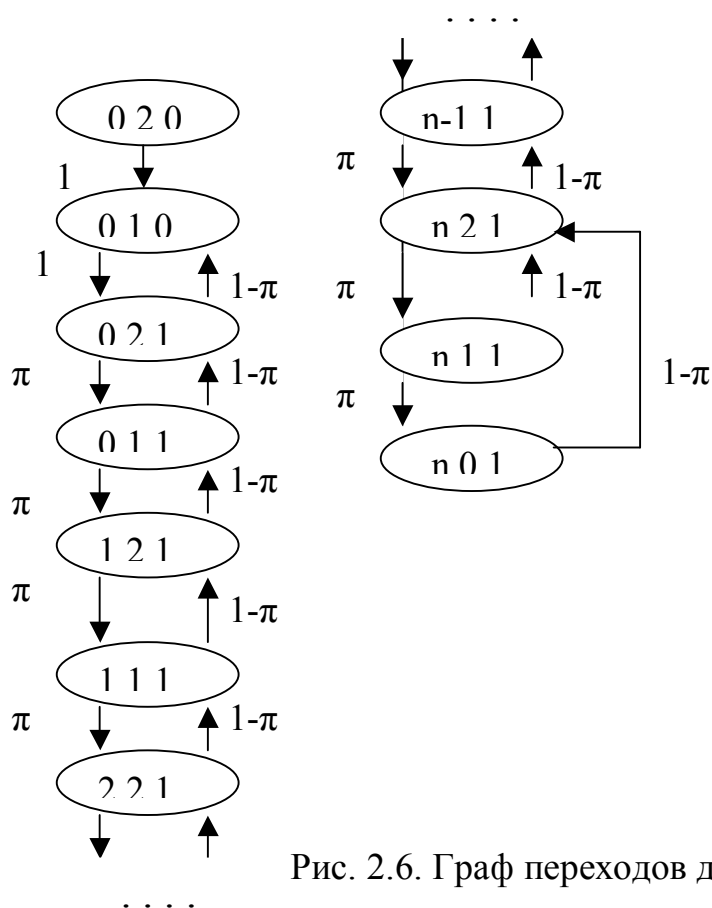 0 2 0
1
0 1 0
1
1-π
0 2 1
π
1-π
0 1 1
π
1-π
1 2 1
π
1-π
1 1 1
π
1-π
2 2 1
. . . .
. . . .
n-1 1
π
1-π
n 2 1
π
1-π
n 1 1
π
1-π
n 0 1
Рис. 2.6. Граф переходов д